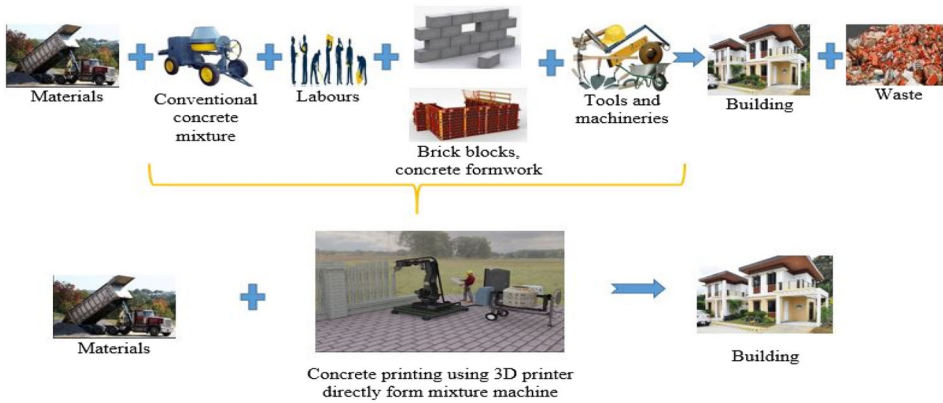 Materials
Conventional
concrete
mixture
Labours
Brick blocks,
concrete formwork
Tools and
machineries
Building
Waste
Materials
Concrete printing using 3D printer
directly form mixture machine
Building